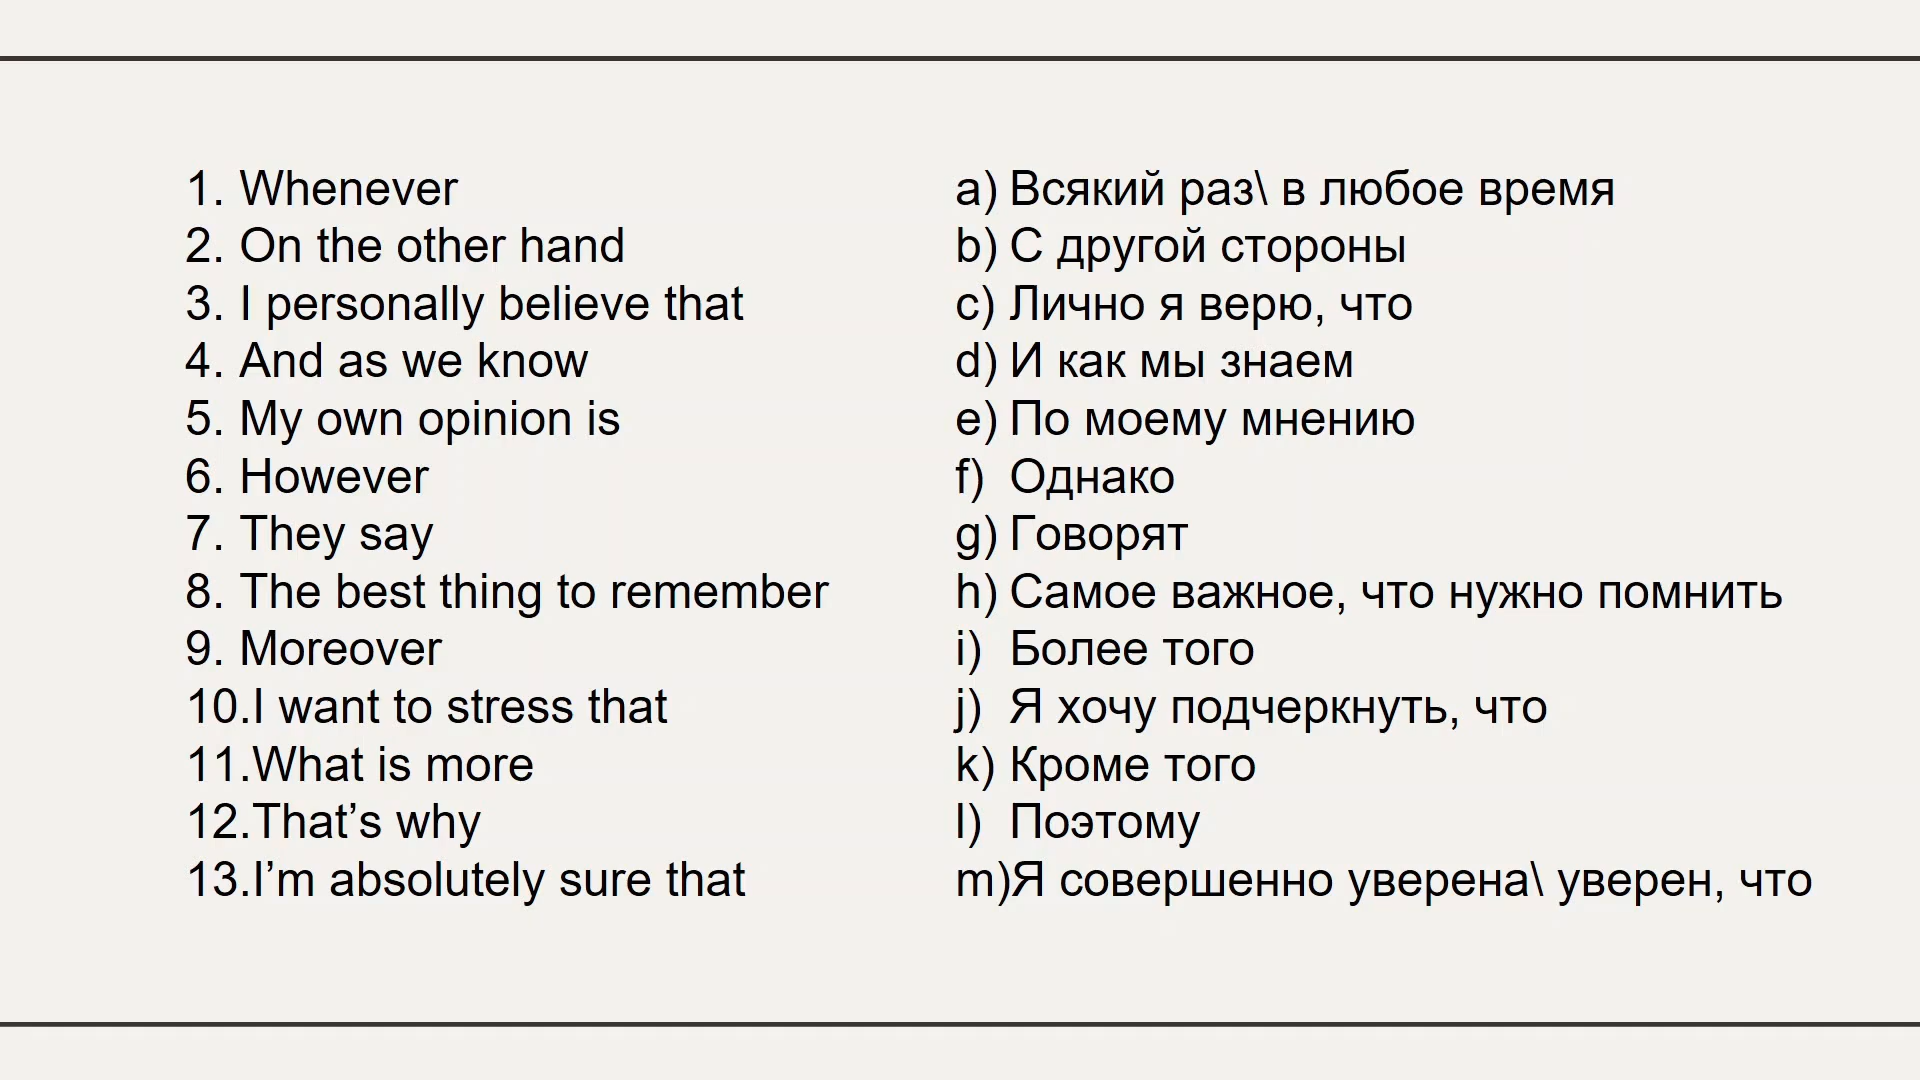 1. Whenever
2. On the other hand
3. I personally believe that
4. And as we know
5. My own opinion is
6. However
7. They say
8. The best thing to remember
9. Moreover
10.I want to stress that
11.What is more
12.That’s why
13.I’m absolutely sure that
a) Всякий раз\ в любое время
b) С другой стороны
c) Лично я верю, что
d) И как мы знаем
e) По моему мнению
f) Однако
g) Говорят
h) Самое важное, что нужно помнить
i) Более того
j) Я хочу подчеркнуть, что
k) Кроме того
l) Поэтому
m)Я совершенно уверена\ уверен, что